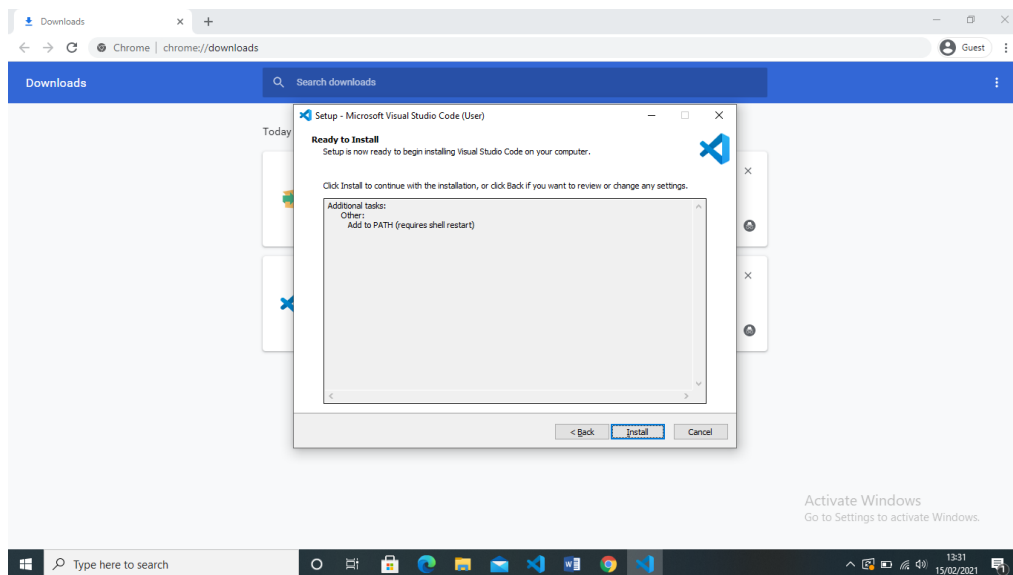 Downloads
Chrome | chrome://downloads
Guest
Downloads
Search downloads
Today
Setup - Microsoft Visual Studio Code (User)
Ready to Install
Setup is now ready to begin installing Visual Studio Code on your computer.
Click Install to continue with the installation, or click Back if you want to review or change any settings.
Additional tasks:
Other:
Add to PATH (requires shell restart)
< Back
Install
Cancel
Activate Windows
Go to Settings to activate Windows.
Type here to search
13:31
15/02/2021